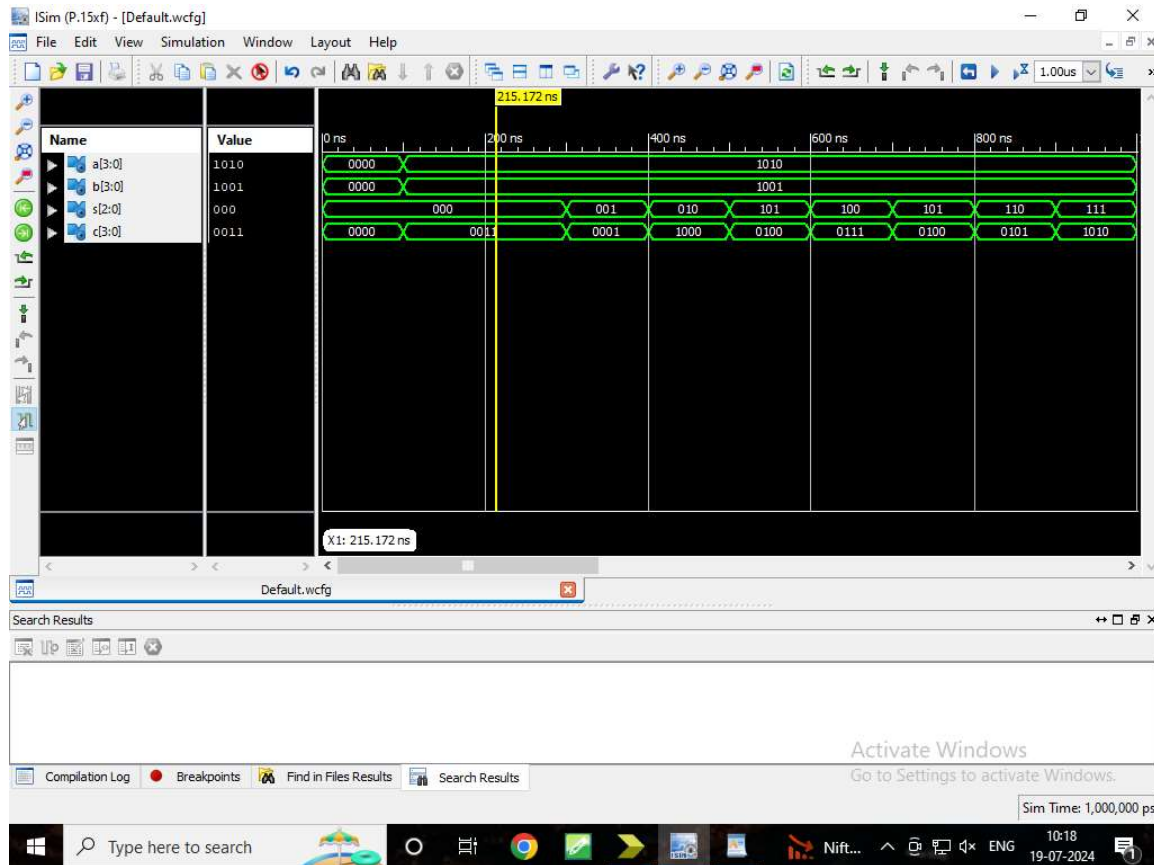 ISim (P.15xf) - [Default.wcfg]
File Edit View Simulation Window Layout Help
1.00us
215.172 ns
Name Value 0 ns 200 ns 400 ns 600 ns 800 ns
a[3:0] 1010 0000 1010
b[3:0] 1001 0000 1001
s[2:0] 000 000 001 010 101 100 101 110 111
c[3:0] 0011 0000 0011 0001 1000 0100 0111 0100 0101 1010
X1: 215.172 ns
Default.wcfg
Search Results
Activate Windows
Go to Settings to activate Windows.
Compilation Log Breakpoints Find in Files Results Search Results
Sim Time: 1,000,000 ps
Type here to search Nift... ENG 10:18
19-07-2024